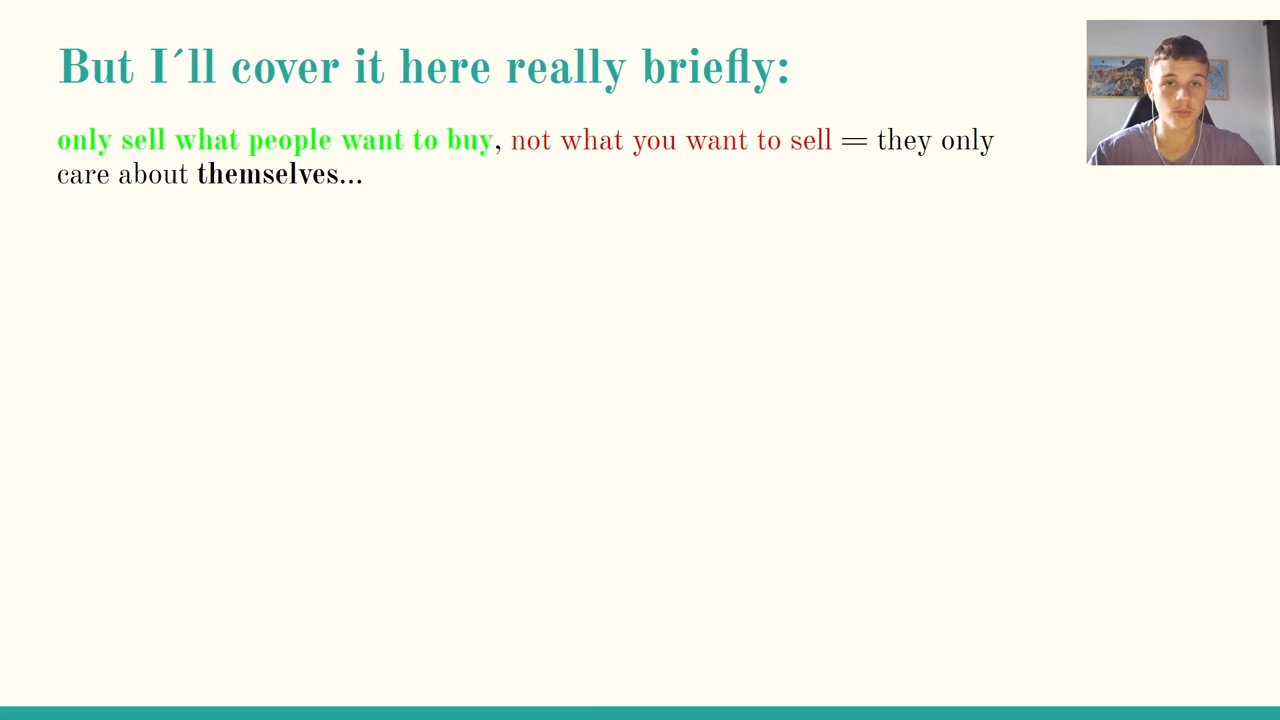 But I´ll cover it here really briefly:
only sell what people want to buy, not what you want to sell = they only
care about themselves...